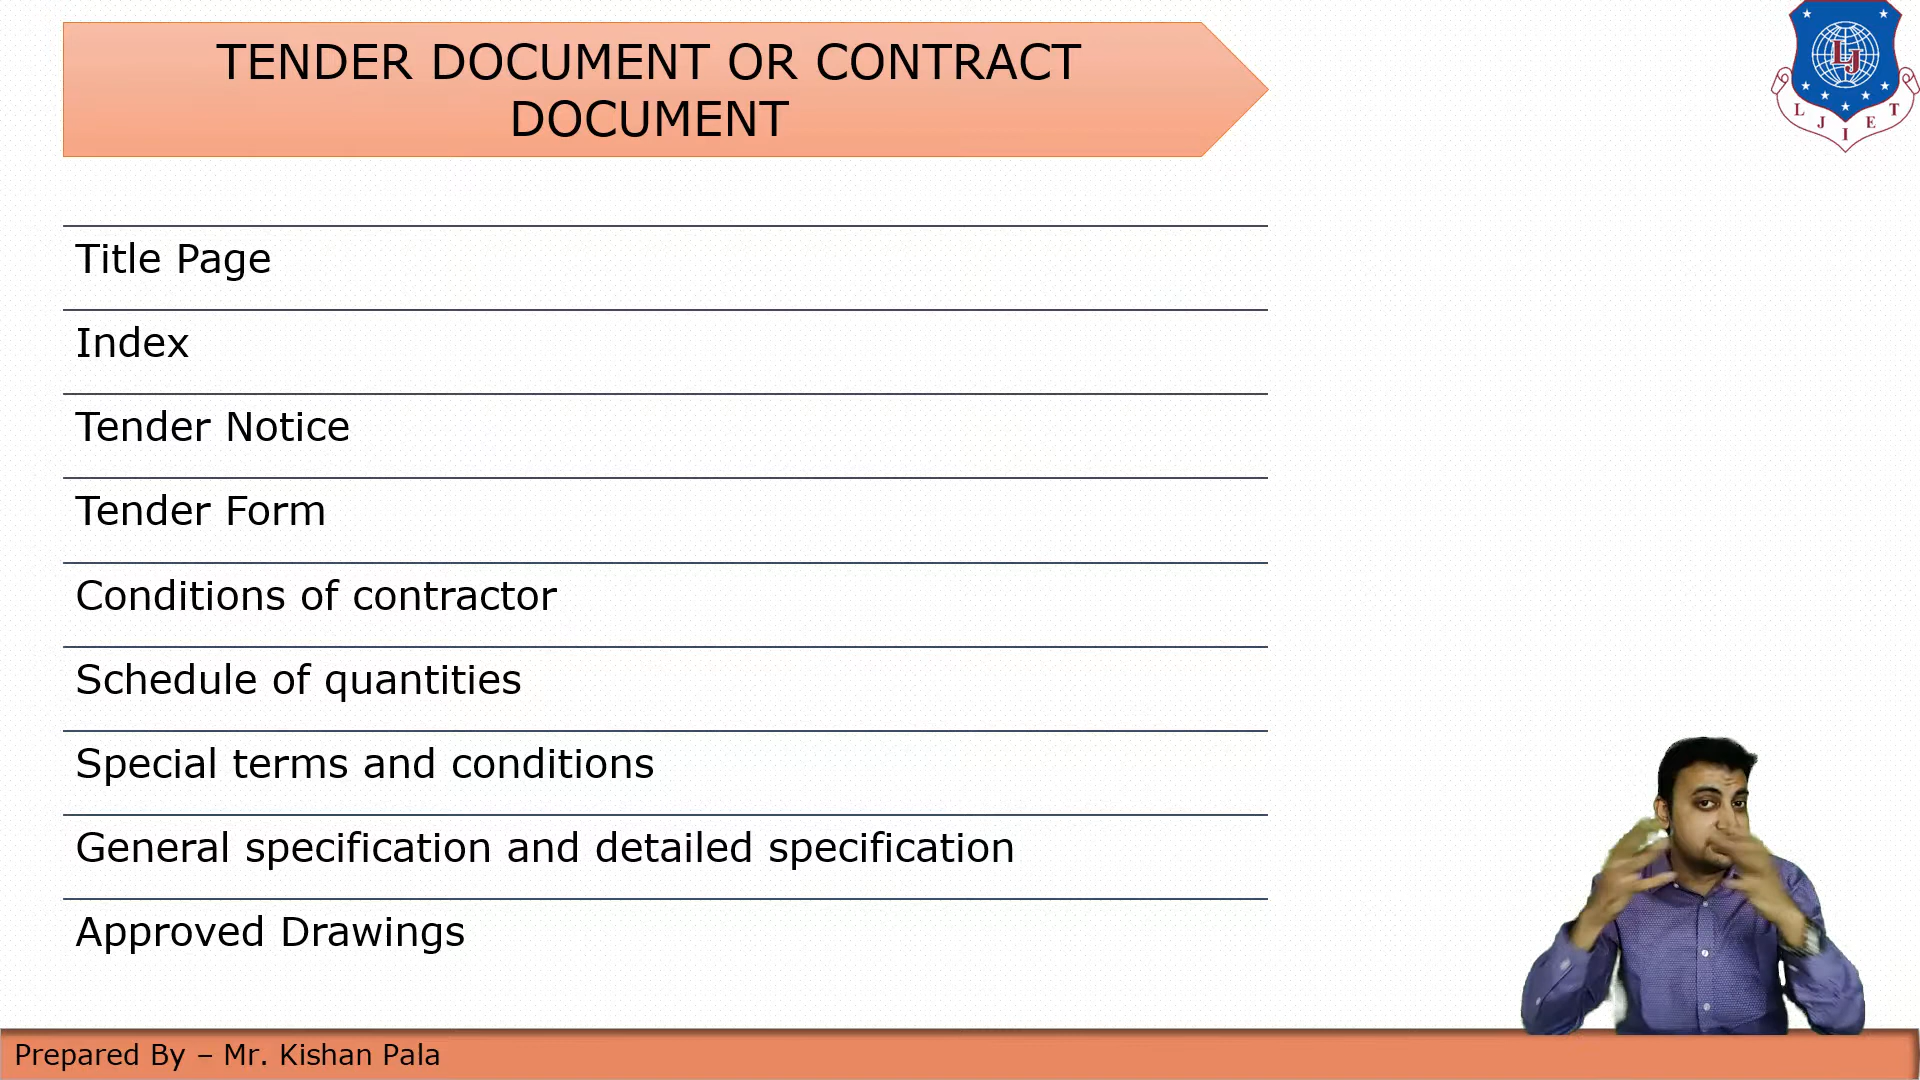 TENDER DOCUMENT OR CONTRACT
DOCUMENT
LJ
L J I E T
Title Page
Index
Tender Notice
Tender Form
Conditions of contractor
Schedule of quantities
Special terms and conditions
General specification and detailed specification
Approved Drawings
Prepared By – Mr. Kishan Pala